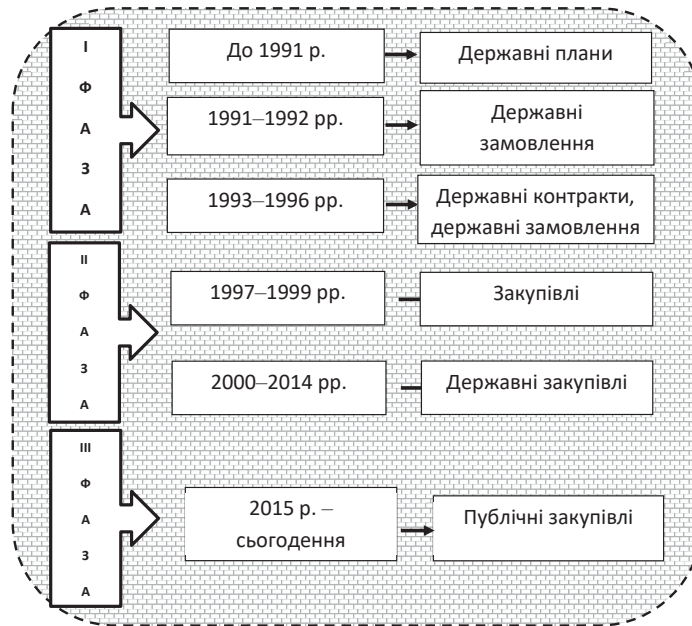 І
Ф
А
З
А
До 1991 р.
Державні плани
1991–1992 рр.
Державні
замовлення
1993–1996 рр.
Державні контракти,
державні замовлення
ІІ
Ф
А
З
А
1997–1999 рр.
Закупівлі
2000–2014 рр.
Державні закупівлі
ІІІ
Ф
А
З
А
2015 р. –
сьогодення
Публічні закупівлі